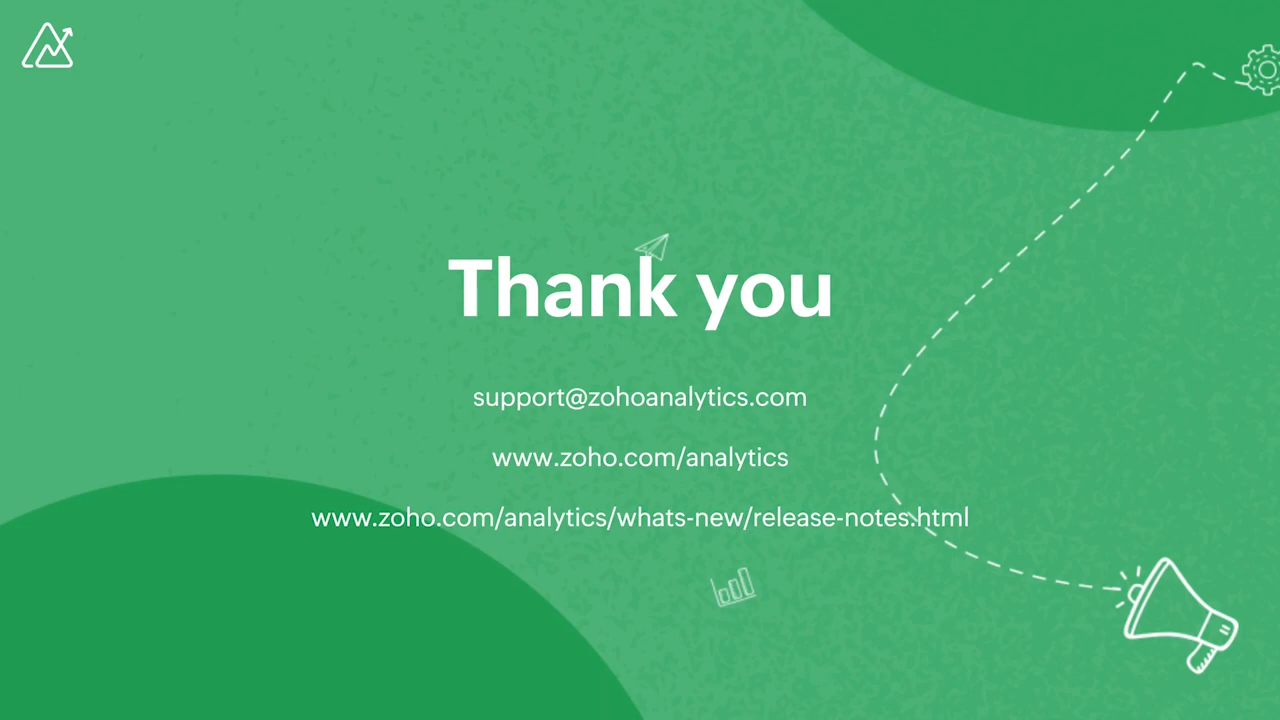 Thank you
support@zohoanalytics.com
www.zoho.com/analytics
www.zoho.com/analytics/whats-new/release-notes.html